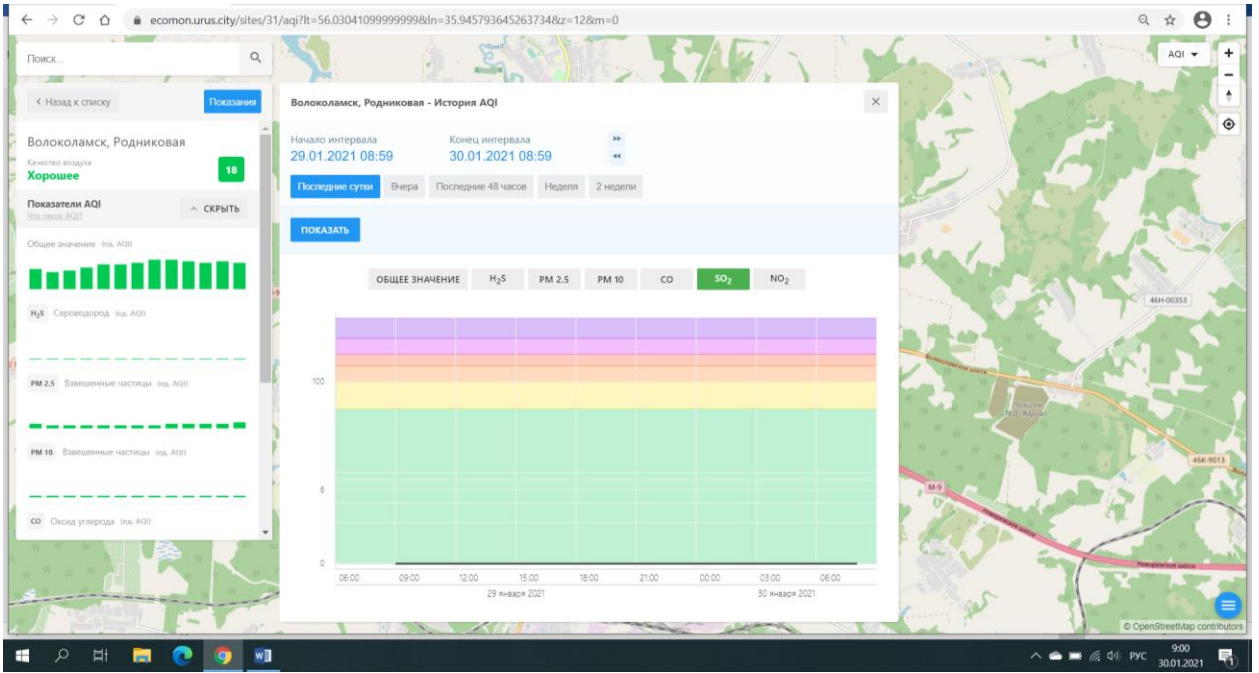 ecomon.urus.city/sites/31/aqi?lt=56.03041099999999&ln=35.945793645263734&z=12&m=0
Поиск...
AQI
Назад к списку
Показания
Волоколамск, Родниковая
Качество воздуха
Хорошее
18
Показатели AQI
Что такое AQI?
СКРЫТЬ
Общее значение (ед. AQI)
H₂S Сероводород (ед. AQI)
PM 2.5 Взвешенные частицы (ед. AQI)
PM 10 Взвешенные частицы (ед. AQI)
CO Оксид углерода (ед. AQI)
Волоколамск, Родниковая - История AQI
Начало интервала
Конец интервала
29.01.2021 08:59
30.01.2021 08:59
Последние сутки
Вчера
Последние 48 часов
Неделя
2 недели
ПОКАЗАТЬ
ОБЩЕЕ ЗНАЧЕНИЕ
H₂S
PM 2.5
PM 10
CO
SO₂
NO₂
100
6
0
06:00 09:00 12:00 15:00 18:00 21:00 00:00 03:00 06:00
29 января 2021
30 января 2021
46Н-00353
Волоколамское шоссе
46К-9013
М-9
Новорижское шоссе
Новорижское шоссе
© OpenStreetMap contributors
РУС
9:00
30.01.2021